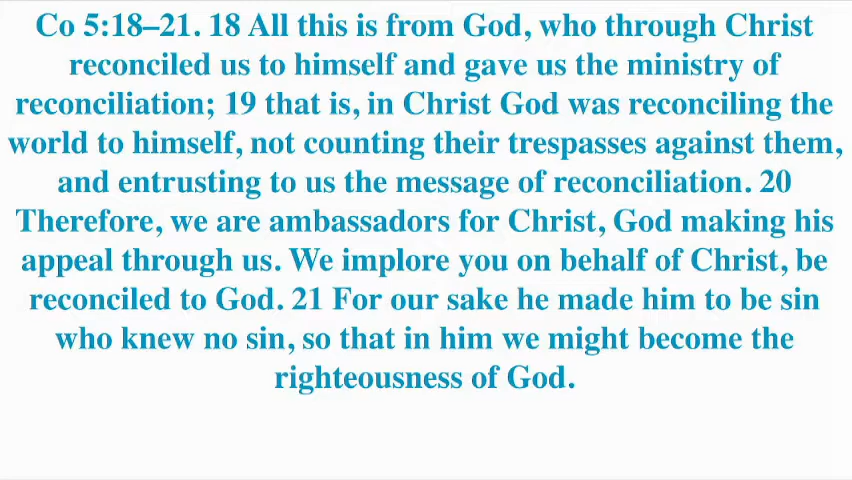 Co 5:18–21. 18 All this is from God, who through Christ
reconciled us to himself and gave us the ministry of
reconciliation; 19 that is, in Christ God was reconciling the
world to himself, not counting their trespasses against them,
and entrusting to us the message of reconciliation. 20
Therefore, we are ambassadors for Christ, God making his
appeal through us. We implore you on behalf of Christ, be
reconciled to God. 21 For our sake he made him to be sin
who knew no sin, so that in him we might become the
righteousness of God.